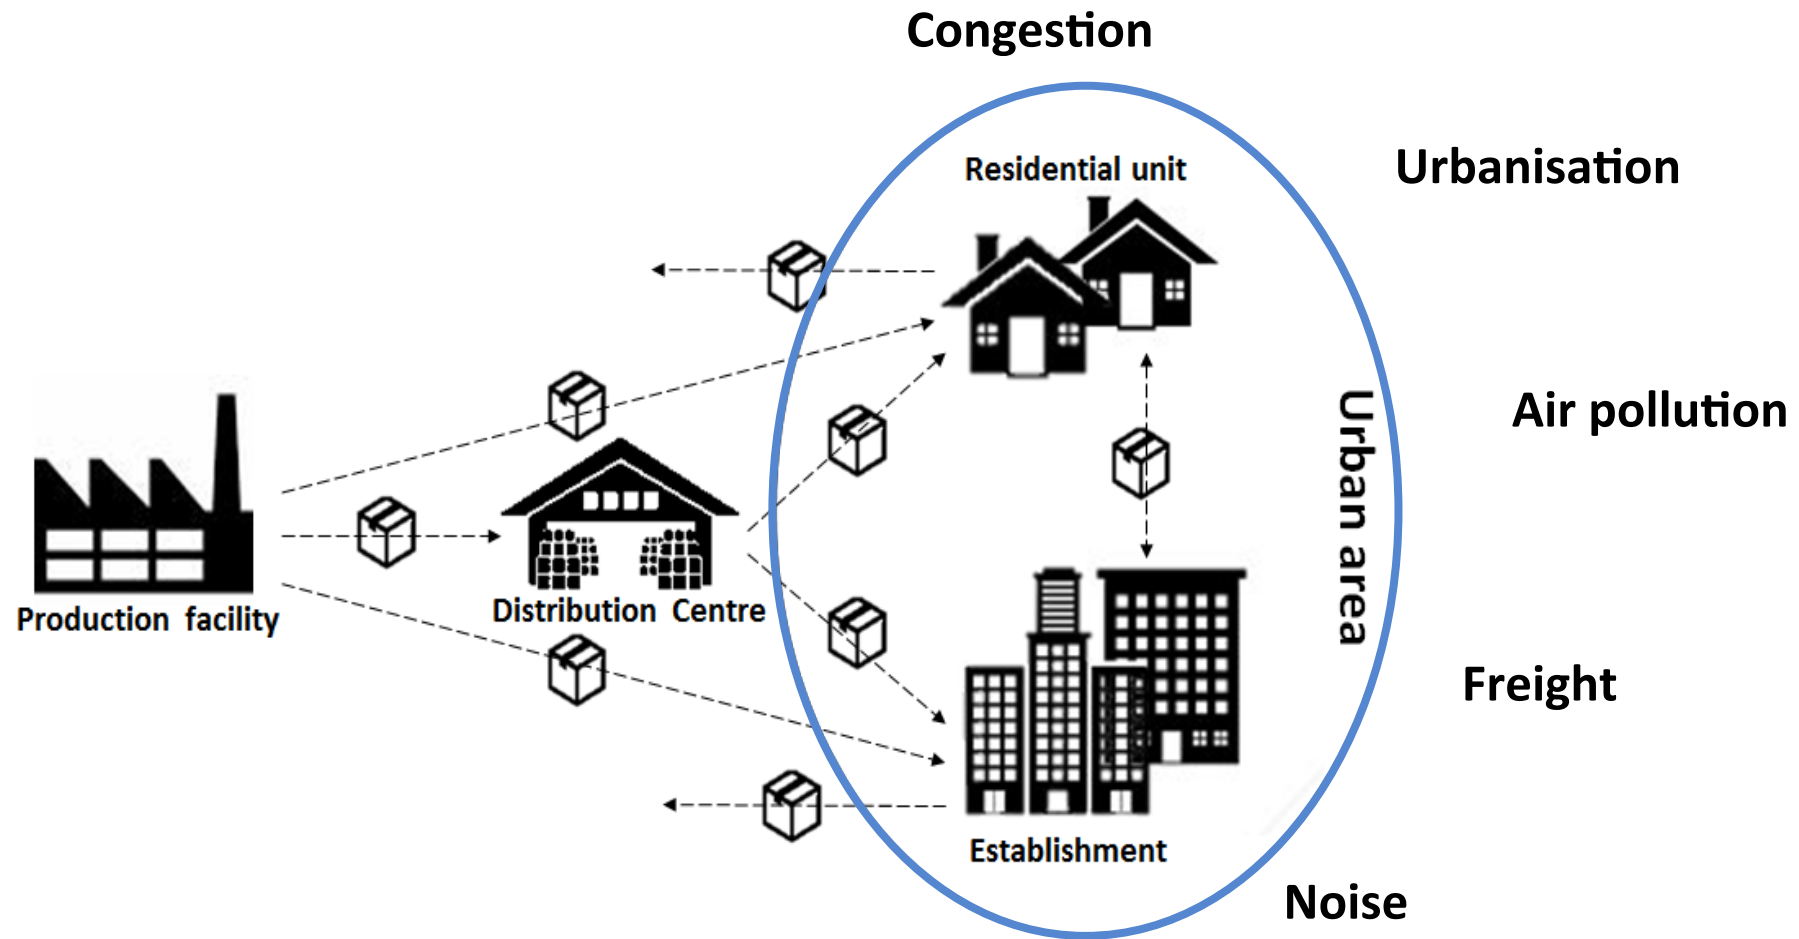 Congestion
Residential unit
Urbanisation
Urban area
Air pollution
Production facility
Distribution Centre
Freight
Establishment
Noise